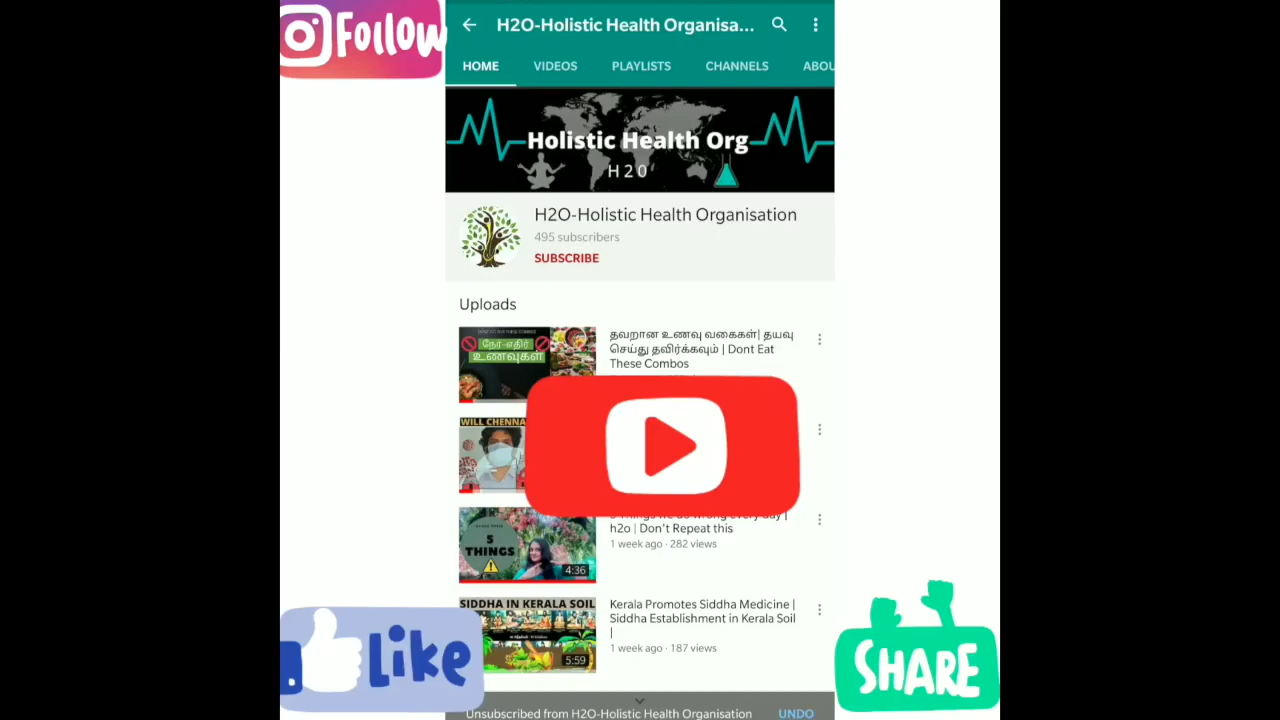 Follow
H2O-Holistic Health Organisa...
HOME VIDEOS PLAYLISTS CHANNELS ABOU
Holistic Health Org
H20
H2O-Holistic Health Organisation
495 subscribers
SUBSCRIBE
Uploads
நேர்-எதிர்
உணவுகள்
தவறான உணவு வகைகள்| தயவு
செய்து தவிர்க்கவும் | Dont Eat
These Combos
WILL CHENNA
5
THINGS
4:36
h2o | Don't Repeat this
1 week ago · 282 views
SIDDHA IN KERALA SOIL
5:59
Kerala Promotes Siddha Medicine |
Siddha Establishment in Kerala Soil
|
1 week ago · 187 views
Like
SHARE
Unsubscribed from H2O-Holistic Health Organisation UNDO